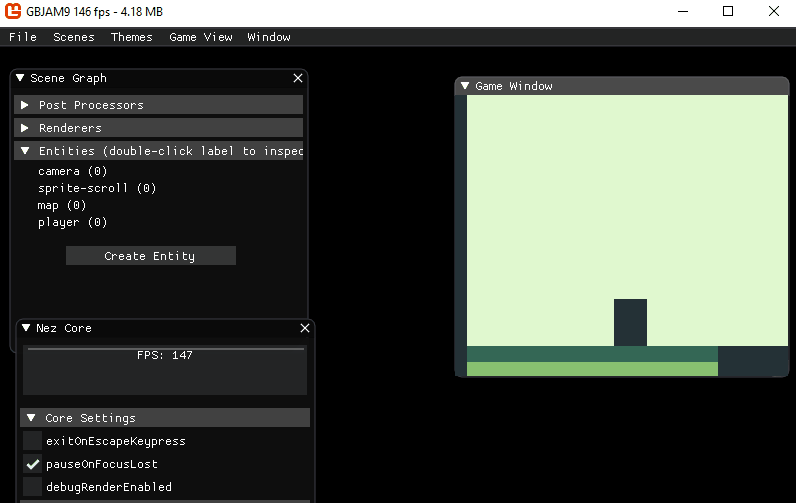 GBJAM9 146 fps - 4.18 MB
File Scenes Themes Game View Window
Scene Graph
Post Processors
Renderers
Entities (double-click label to inspec
camera (0)
sprite-scroll (0)
map (0)
player (0)
Create Entity
Game Window
Nez Core
FPS: 147
Core Settings
exitOnEscapeKeypress
pauseOnFocusLost
debugRenderEnabled